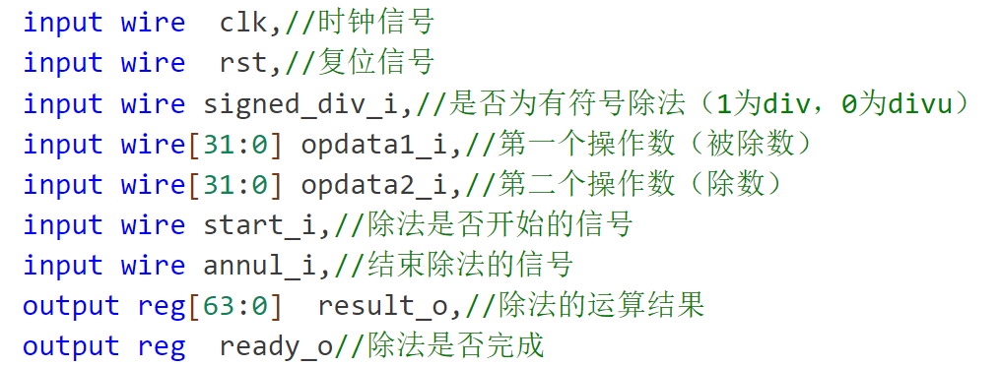 input wire  clk,//时钟信号
input wire  rst,//复位信号
input wire signed_div_i,//是否为有符号除法（1为div，0为divu）
input wire[31:0] opdata1_i,//第一个操作数（被除数）
input wire[31:0] opdata2_i,//第二个操作数（除数）
input wire start_i,//除法是否开始的信号
input wire annul_i,//结束除法的信号
output reg[63:0]  result_o,//除法的运算结果
output reg  ready_o//除法是否完成